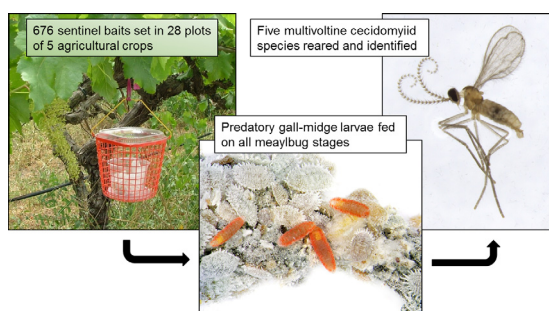 676 sentinel baits set in 28 plots
of 5 agricultural crops
Five multivoltine cecidomyiid
species reared and identified
Predatory gall-midge larvae fed
on all meaylbug stages